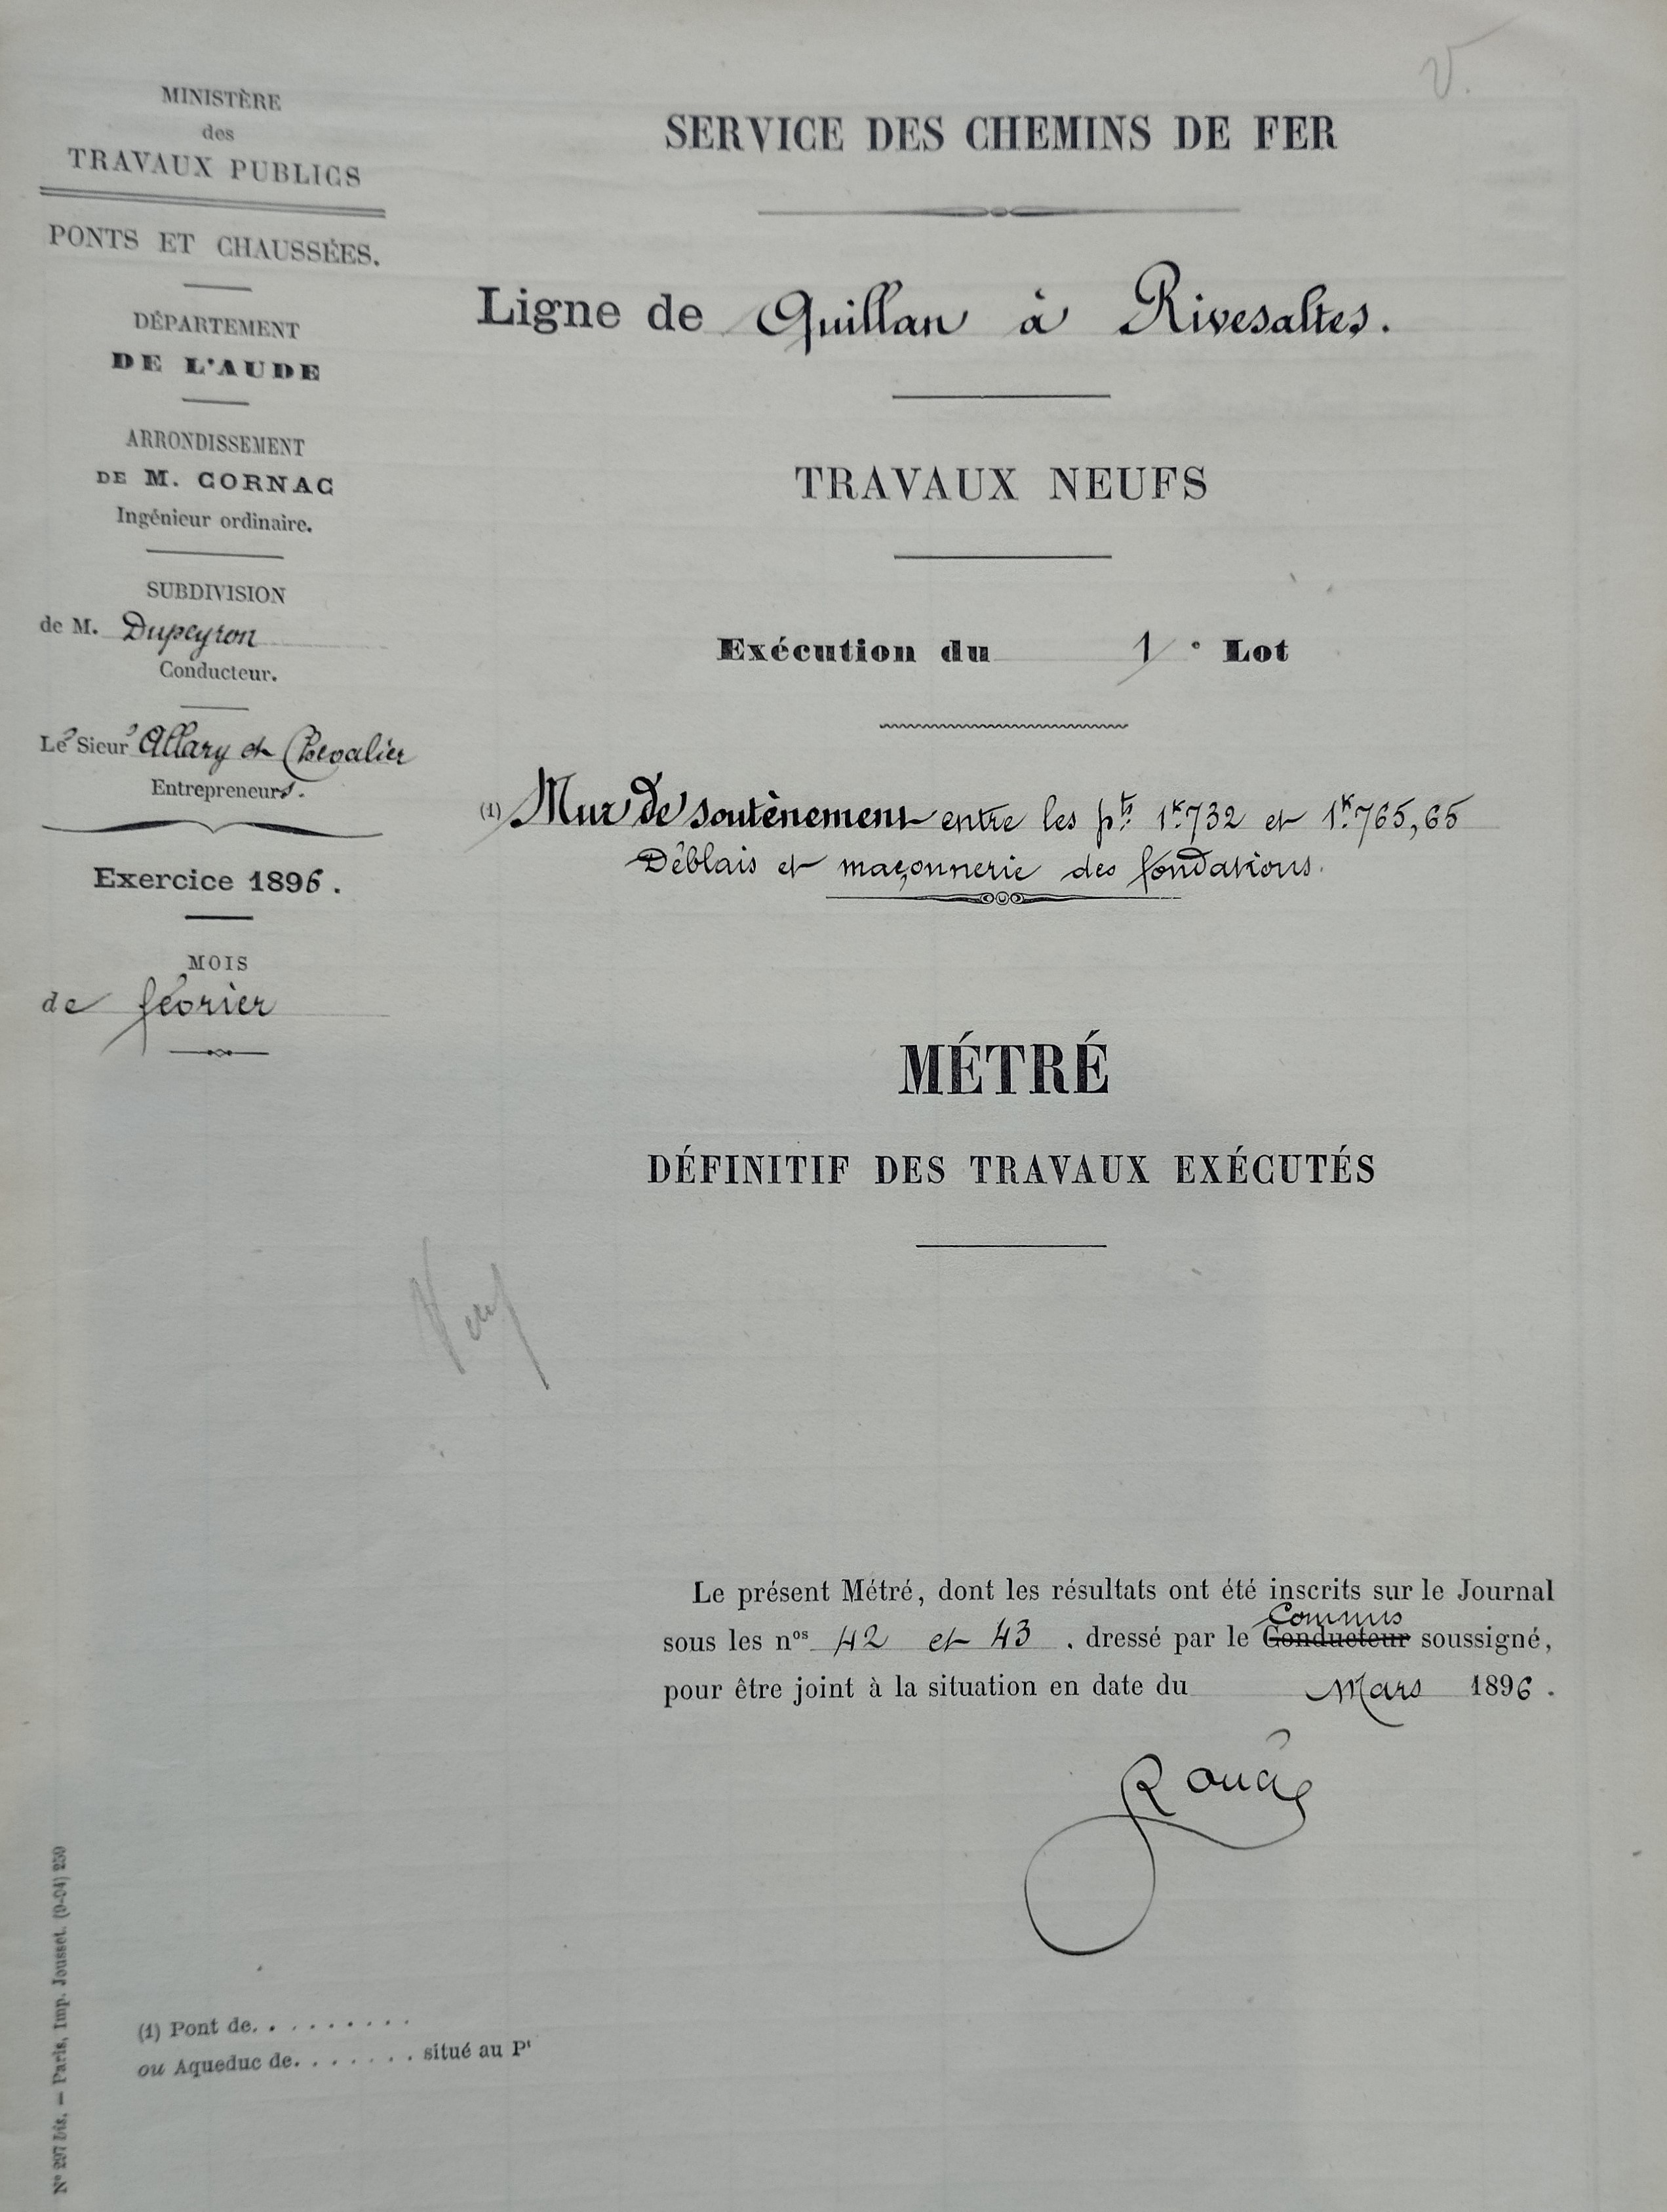 MINISTÈRE
des
TRAVAUX PUBLICS
PONTS ET CHAUSSÉES.
DÉPARTEMENT
DE L'AUDE
ARRONDISSEMENT
DE M. CORNAC
Ingénieur ordinaire.
SUBDIVISION
de M. Dupeyron
Conducteur.
Les Sieurs Allary et Chevalier
Entrepreneurs.
Exercice 1896.
MOIS
de février
V.
SERVICE DES CHEMINS DE FER
Ligne de Quillan à Rivesaltes.
TRAVAUX NEUFS
Exécution du 1e Lot
(1) Mur de soutènement entre les pts 1k732 et 1k765,65
Déblais et maçonnerie des fondations.
MÉTRÉ
DÉFINITIF DES TRAVAUX EXÉCUTÉS
Le présent Métré, dont les résultats ont été inscrits sur le Journal
Commis
sous les nos 42 et 43, dressé par le Conducteur soussigné,
pour être joint à la situation en date du Mars 1896.
(1) Pont de. . . . . . . . .
ou Aqueduc de. . . . . . . situé au Pt
N° 297 bis. — Paris, Imp. Jousset. (9-04) 250